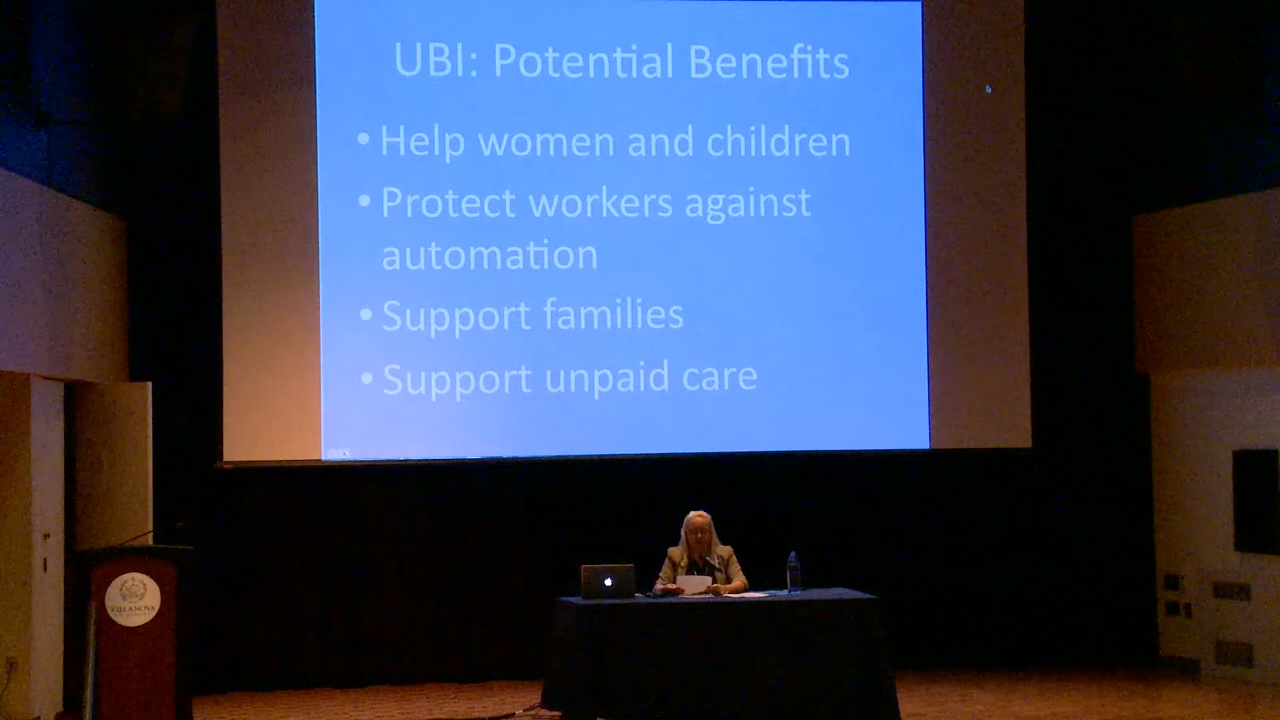 UBI: Potential Benefits
• Help women and children
• Protect workers against
automation
• Support families
• Support unpaid care
VILLANOVA